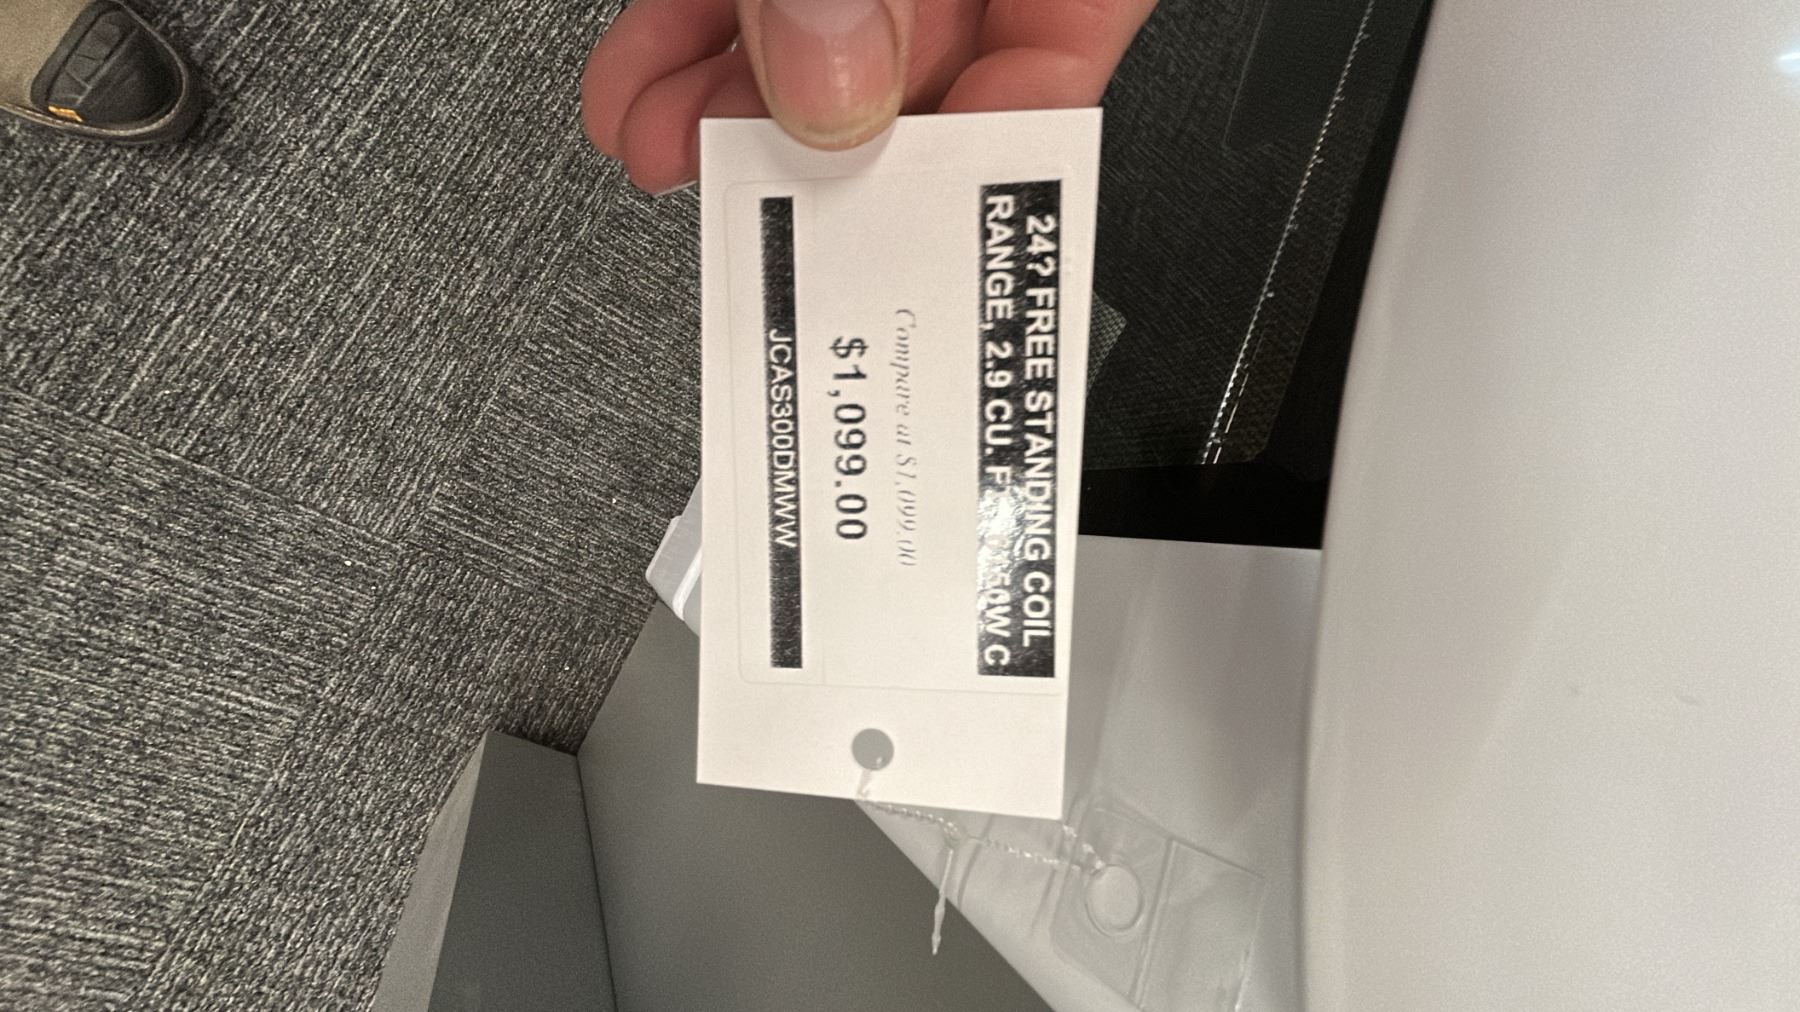 24? FREE STANDING COIL
RANGE, 2.9 CU. C
Compare at $1,099.00
$1,099.00
JCAS300DMWW